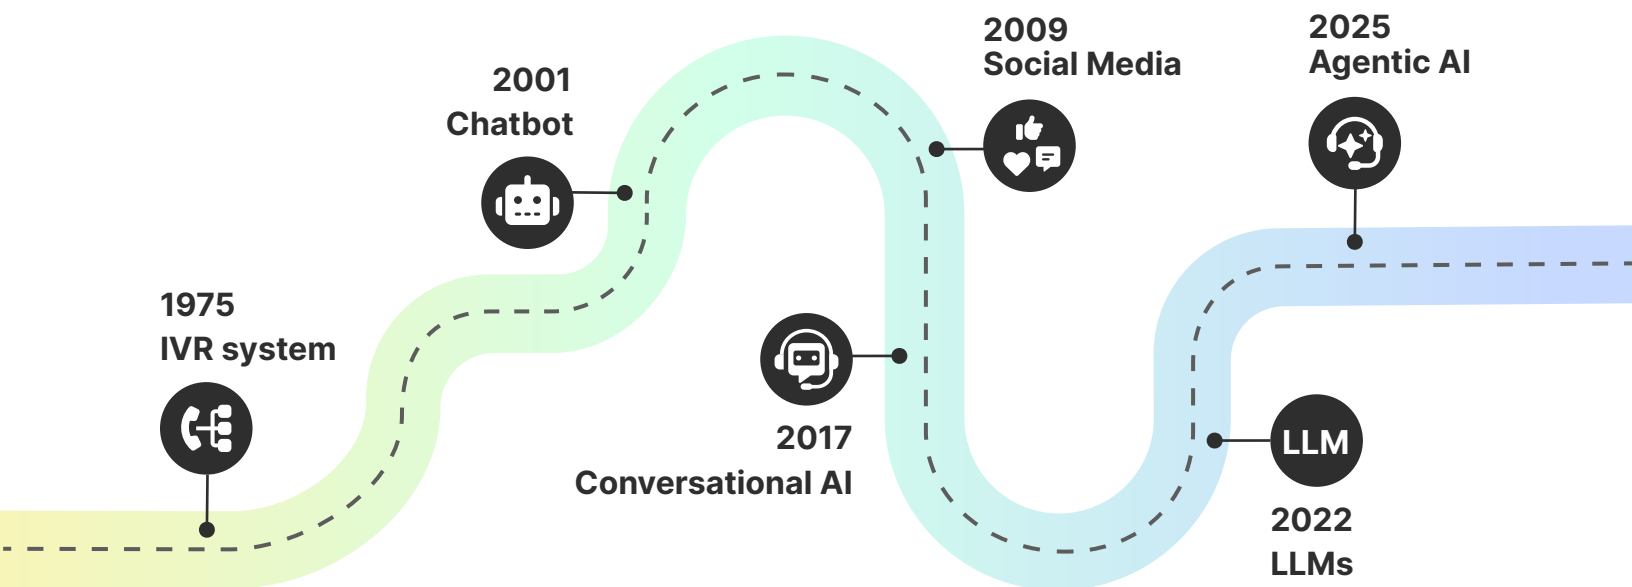 1975
IVR system
2001
Chatbot
2009
Social Media
2017
Conversational AI
LLM
2022
LLMs
2025
Agentic AI